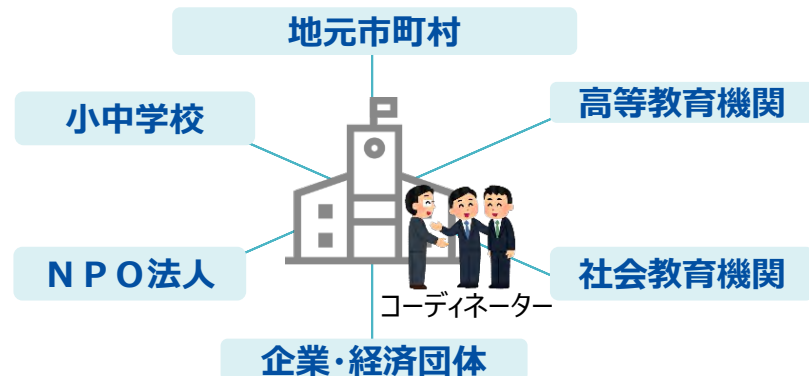 地元市町村
小中学校
高等教育機関
NPO法人
コーディネーター
社会教育機関
企業・経済団体